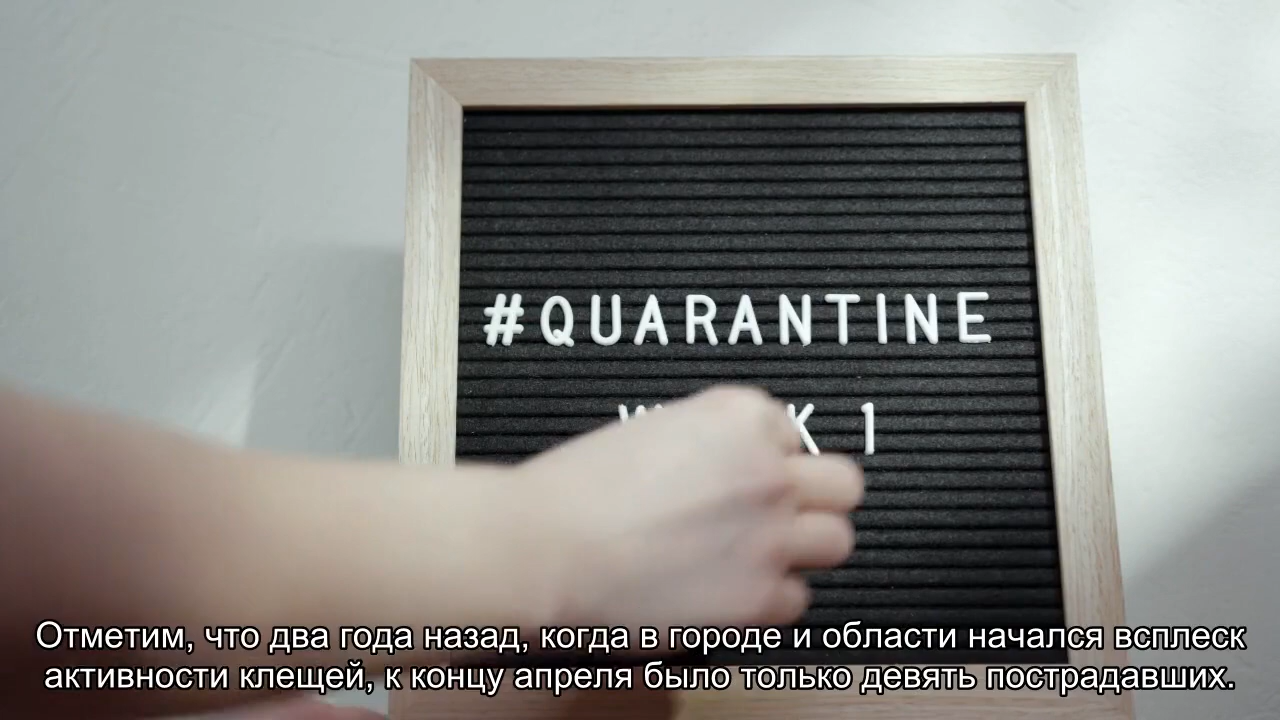 #QUARANTINE
K 1
Отметим, что два года назад, когда в городе и области начался всплеск
активности клещей, к концу апреля было только девять пострадавших.